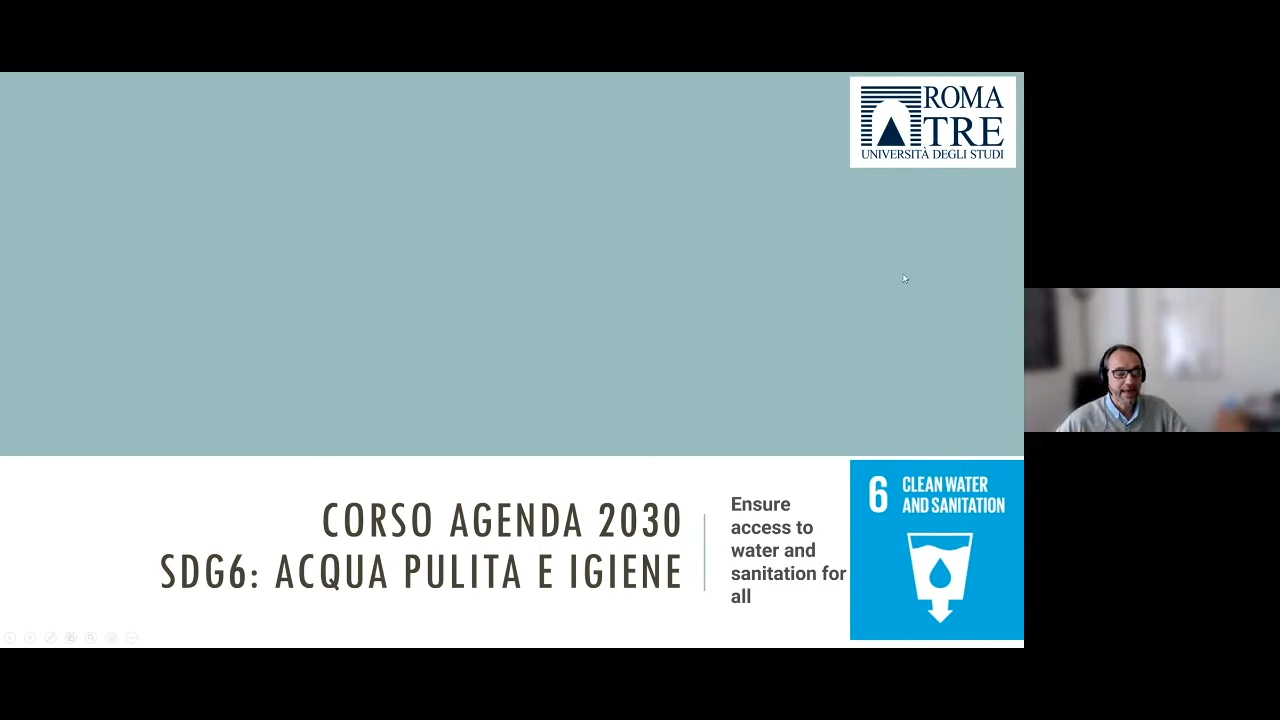 ROMA
TRE
UNIVERSITÀ DEGLI STUDI
CORSO AGENDA 2030
SDG6: ACQUA PULITA E IGIENE
Ensure
access to
water and
sanitation for
all
6 CLEAN WATER
AND SANITATION